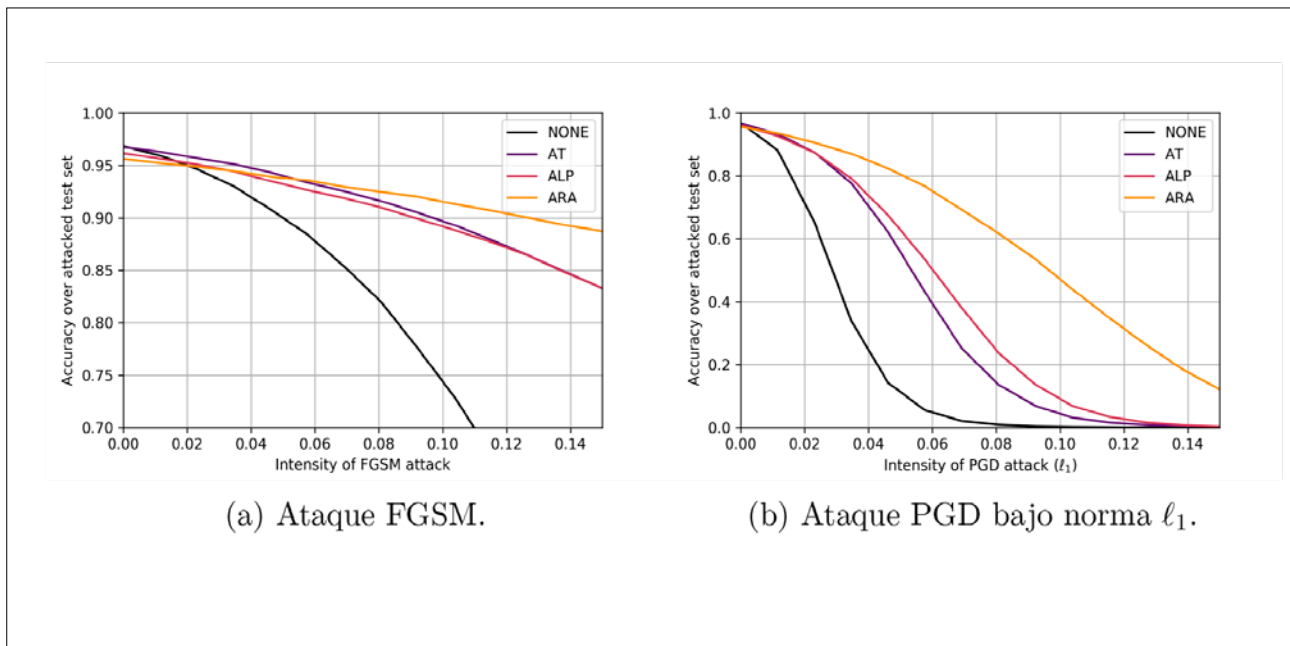 1.00
0.95
0.90
0.85
0.80
0.75
0.70
Accuracy over attacked test set
0.00 0.02 0.04 0.06 0.08 0.10 0.12 0.14
Intensity of FGSM attack
NONE
AT
ALP
ARA
(a) Ataque FGSM.
1.0
0.8
0.6
0.4
0.2
0.0
Accuracy over attacked test set
0.00 0.02 0.04 0.06 0.08 0.10 0.12 0.14
Intensity of PGD attack (ℓ₁)
NONE
AT
ALP
ARA
(b) Ataque PGD bajo norma ℓ₁.